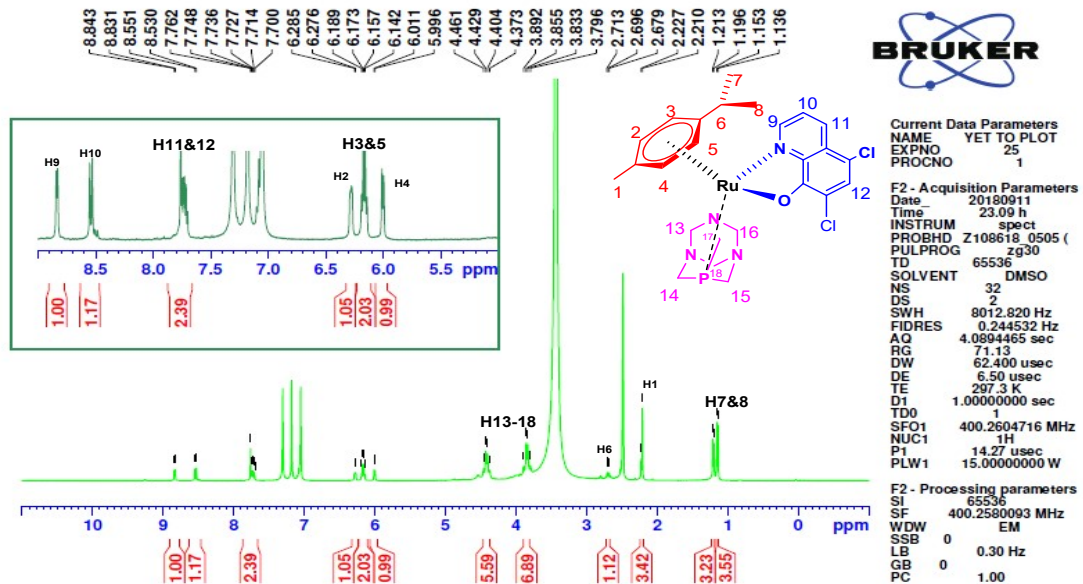 8.843
8.831
8.551
8.530
7.762
7.748
7.736
7.727
7.714
7.700
6.285
6.276
6.189
6.173
6.157
6.142
6.011
5.996
4.461
4.429
4.404
4.373
3.892
3.855
3.833
3.796
2.713
2.696
2.679
2.227
2.210
1.213
1.196
1.153
1.136
BRUKER
H9
H10
H11&12
H2
H3&5
H4
8.5 8.0 7.5 7.0 6.5 6.0 5.5 5.0 ppm
1.00
1.17
2.39
1.05
2.03
0.99
7
8
3
6
2
5
4
1
9
10
11
N
Cl
12
Ru
O
Cl
N
13
17
16
N
N
P
18
14
15
H13-18
H6
H1
H7&8
10 9 8 7 6 5 4 3 2 1 0 ppm
1.00
1.17
2.39
1.05
2.03
0.99
5.59
6.89
1.12
3.42
3.23
3.55
Current Data Parameters
NAME YET TO PLOT
EXPNO 25
PROCNO 1
F2 - Acquisition Parameters
Date_ 20180911
Time 23.09 h
INSTRUM spect
PROBHD Z108618_0505 (
PULPROG zg30
TD 65536
SOLVENT DMSO
NS 32
DS 2
SWH 8012.820 Hz
FIDRES 0.244532 Hz
AQ 4.0894465 sec
RG 71.13
DW 62.400 usec
DE 6.50 usec
TE 297.3 K
D1 1.00000000 sec
TD0 1
SFO1 400.2604716 MHz
NUC1 1H
P1 14.27 usec
PLW1 15.00000000 W
F2 - Processing parameters
SI 65536
SF 400.2580093 MHz
WDW EM
SSB 0
LB 0.30 Hz
GB 0
PC 1.00